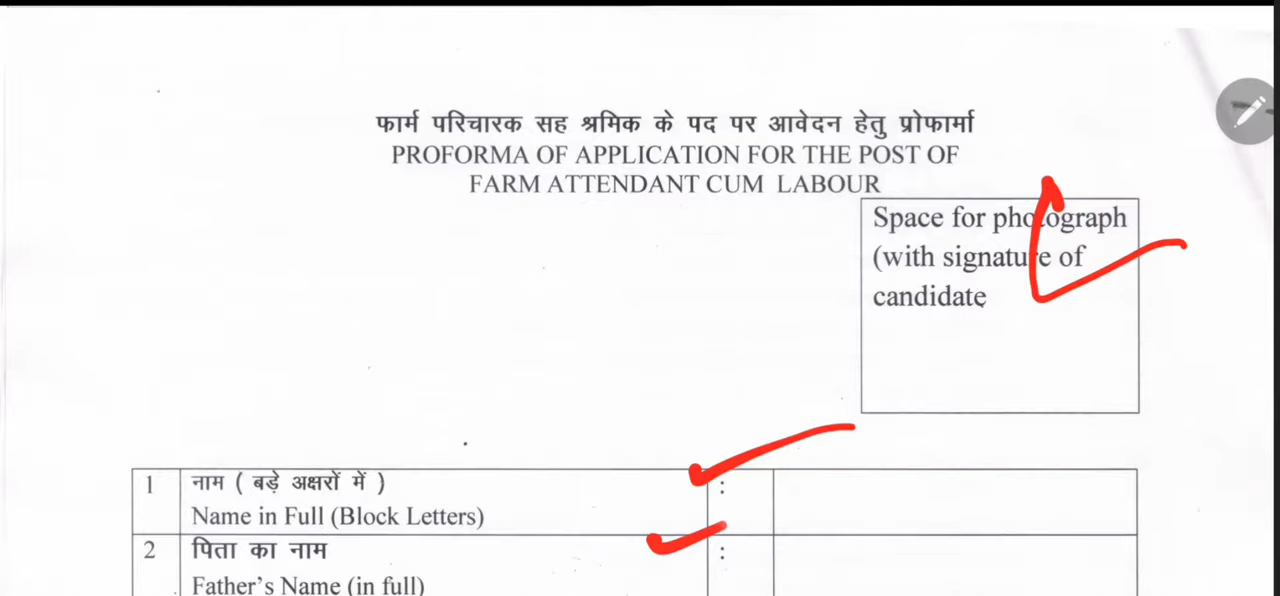 फार्म परिचारक सह श्रमिक के पद पर आवेदन हेतु प्रोफार्मा
PROFORMA OF APPLICATION FOR THE POST OF
FARM ATTENDANT CUM LABOUR
Space for photograph
(with signature of
candidate
1 नाम ( बड़े अक्षरों में ) :
Name in Full (Block Letters)
2 पिता का नाम :
Father's Name (in full)